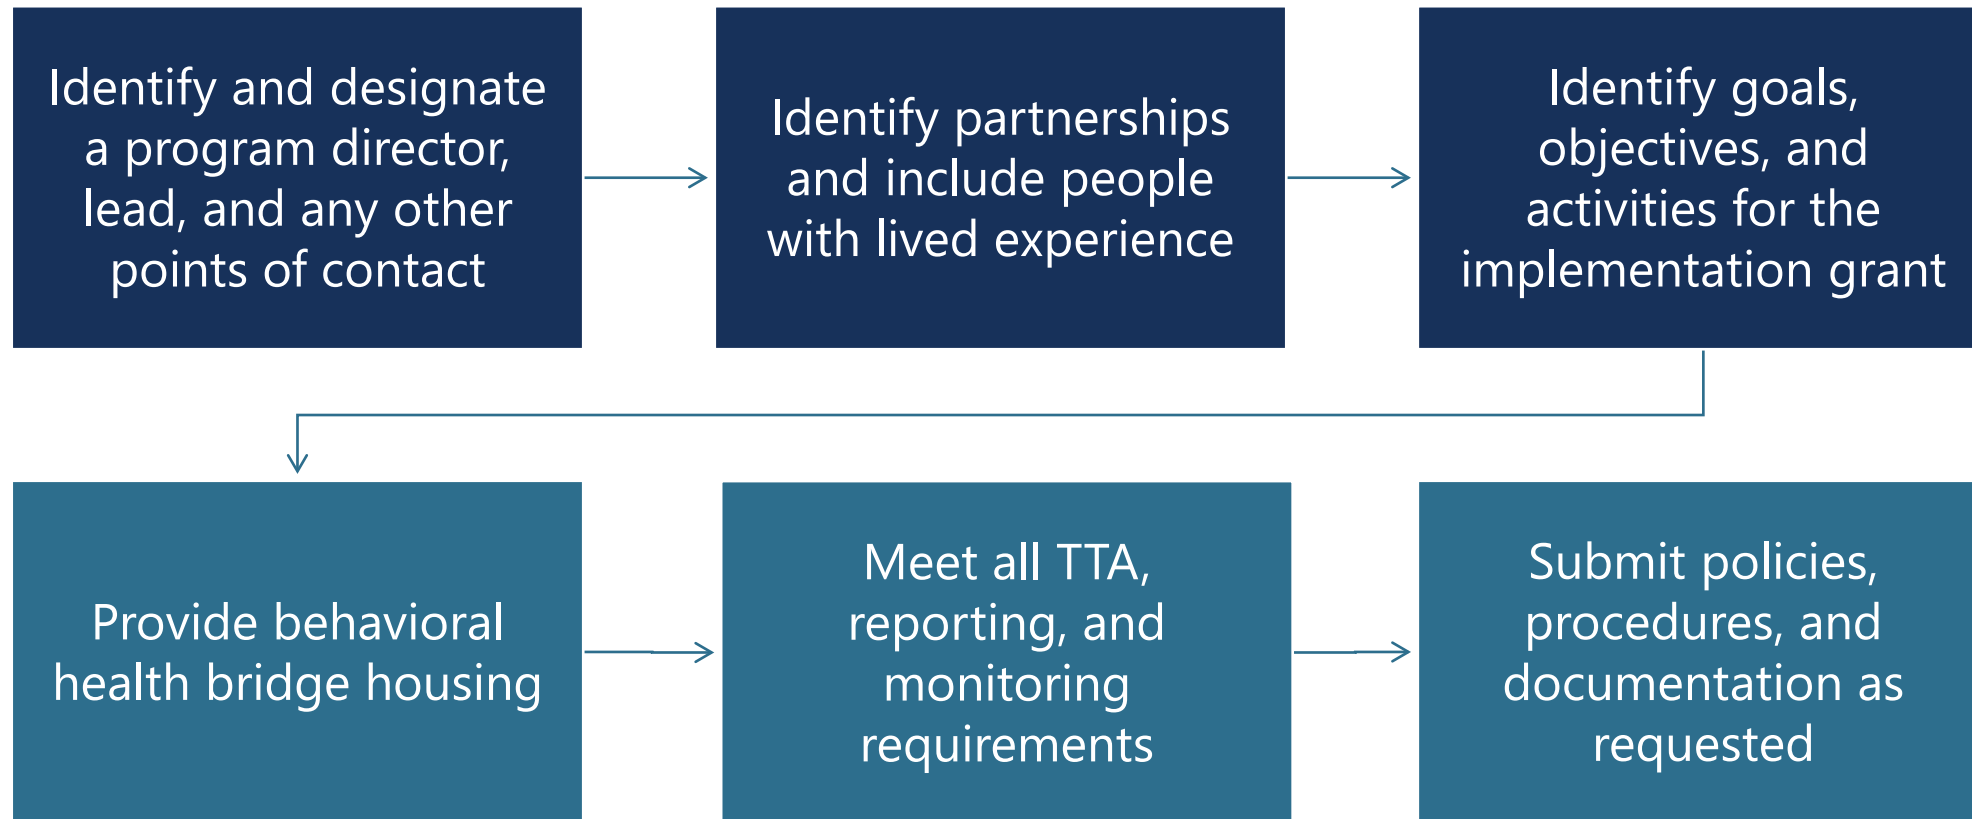 Identify and designate
a program director,
lead, and any other
points of contact
Identify partnerships
and include people
with lived experience
Identify goals,
objectives, and
activities for the
implementation grant
Provide behavioral
health bridge housing
Meet all TTA,
reporting, and
monitoring
requirements
Submit policies,
procedures, and
documentation as
requested